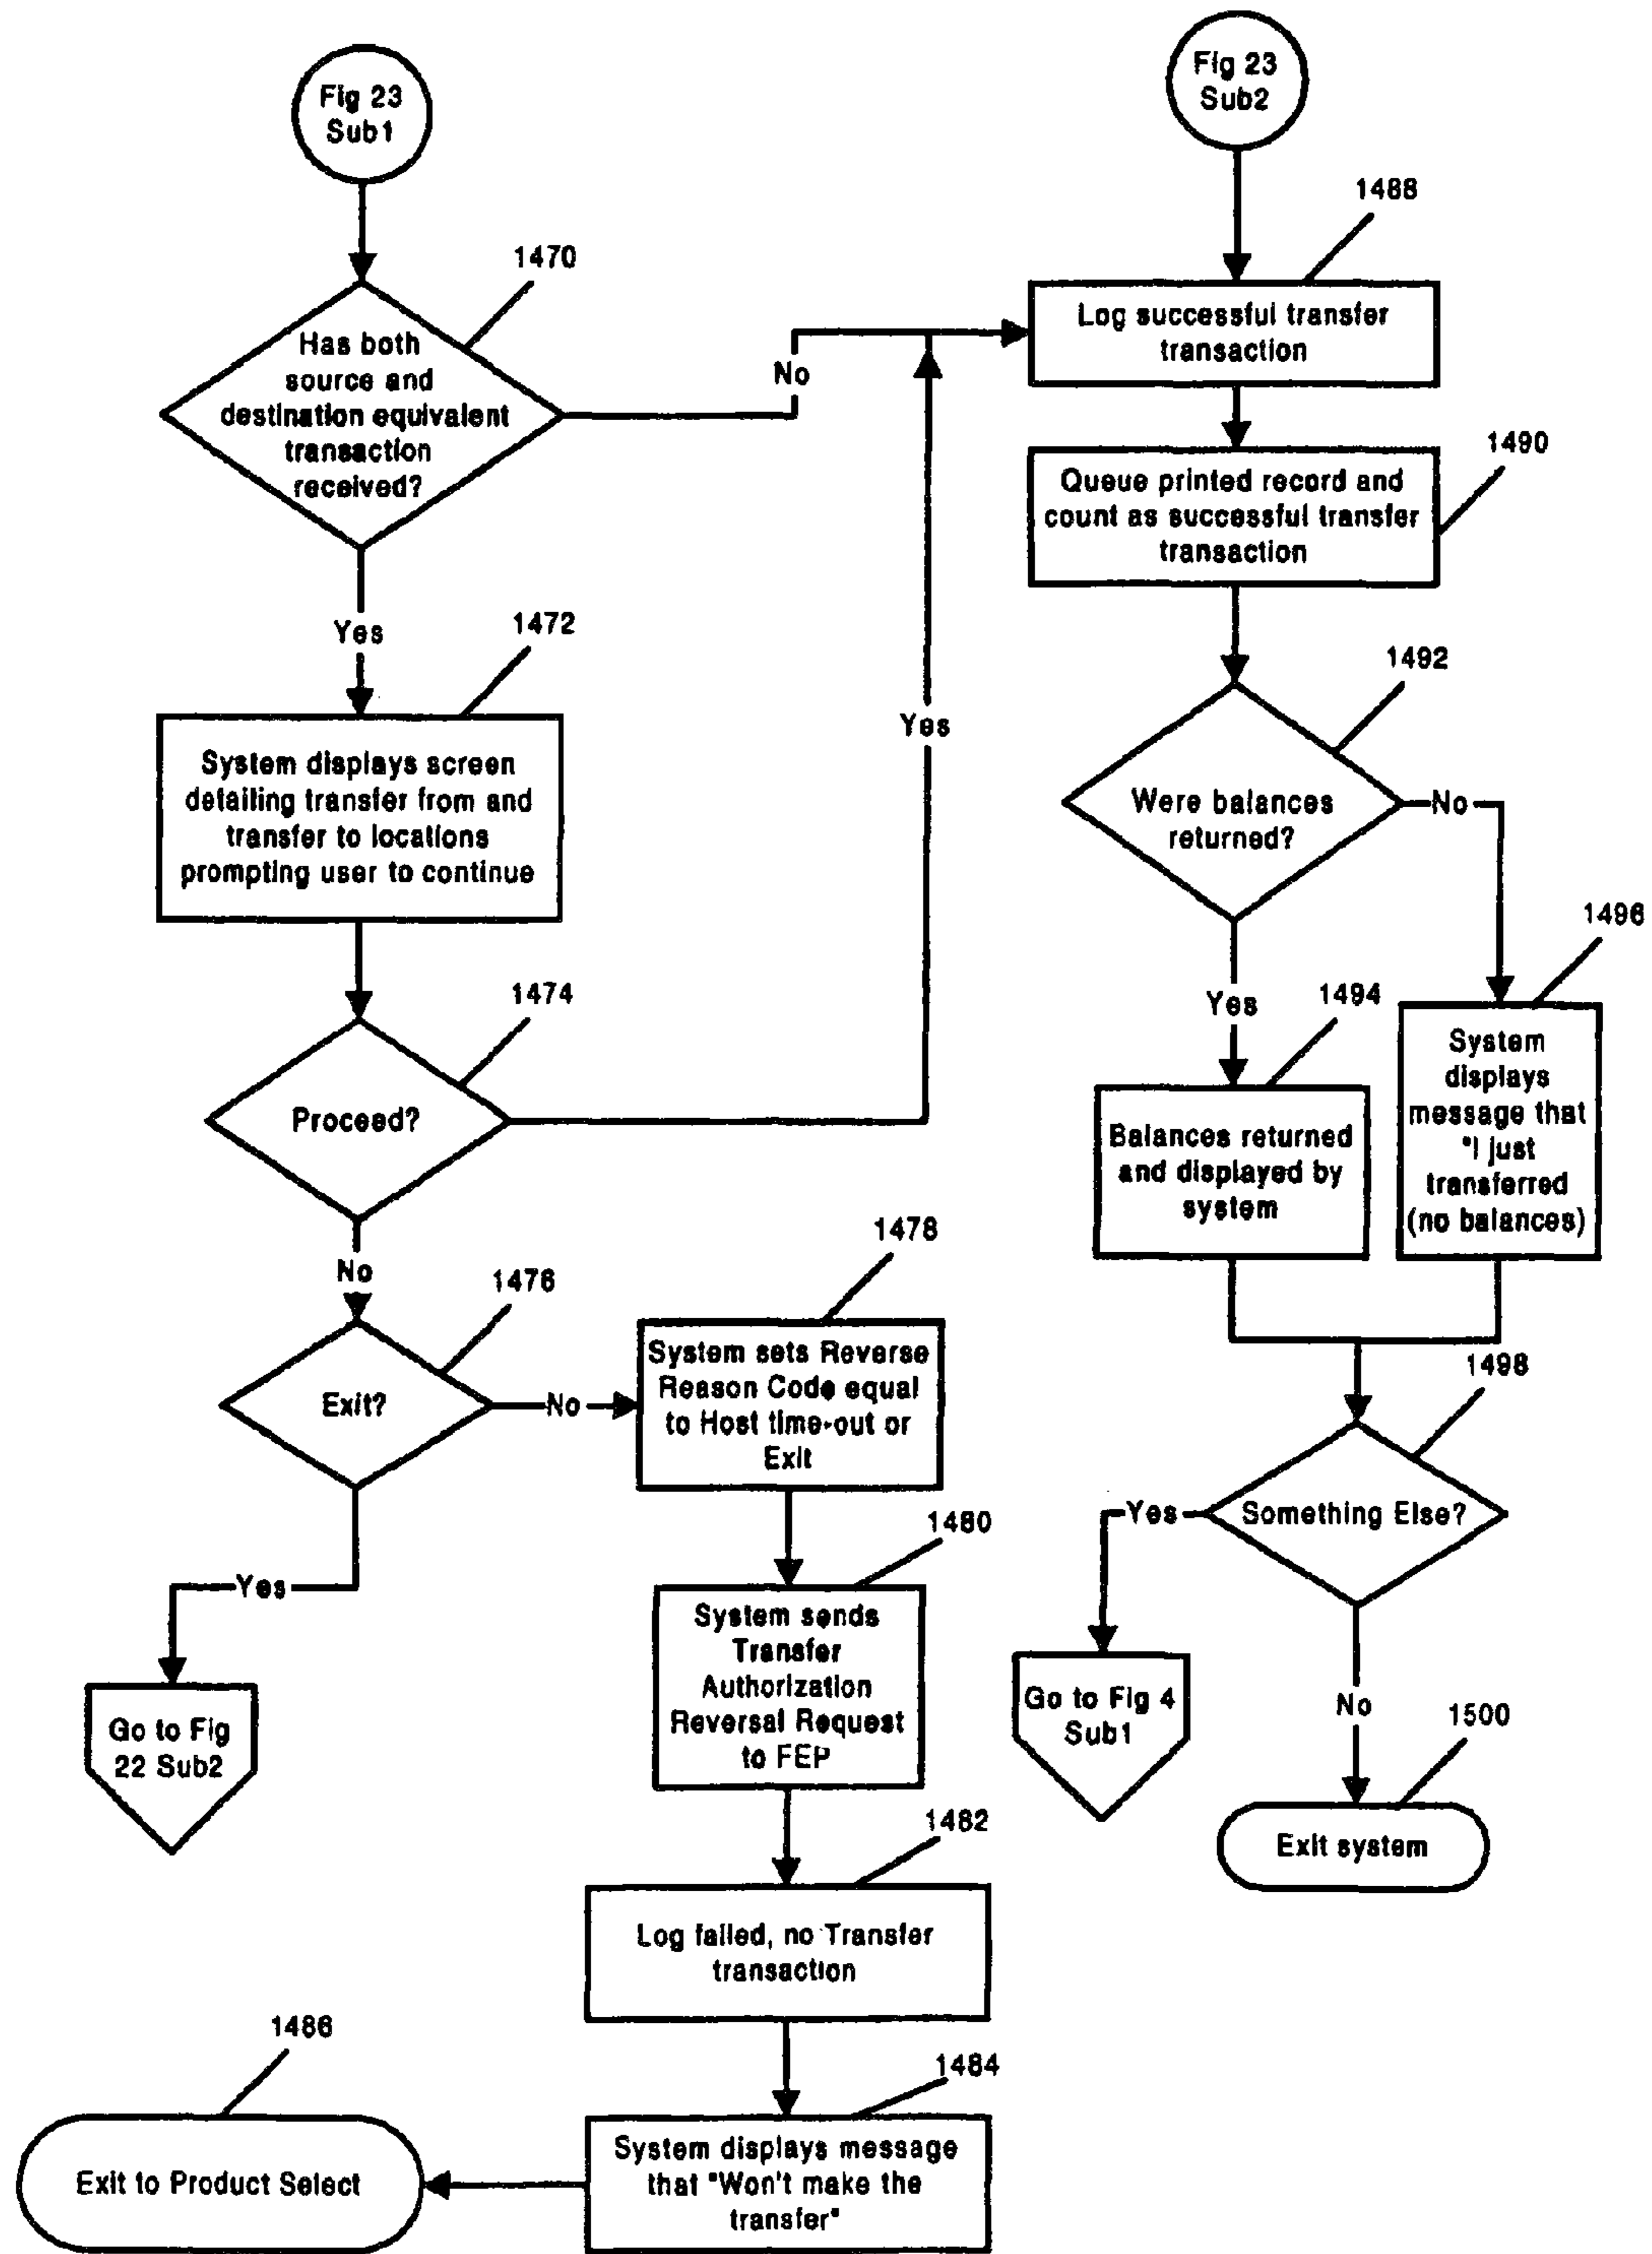 Fig 23
Sub1
1470
Has both
source and
destination equivalent
transaction
received?
No
Yes
1472
System displays screen
detailing transfer from and
transfer to locations
prompting user to continue
Yes
1474
Proceed?
No
1476
Exit?
No
Yes
Go to Fig
22 Sub2
1478
System sets Reverse
Reason Code equal
to Host time-out or
Exit
1480
System sends
Transfer
Authorization
Reversal Request
to FEP
1482
Log failed, no Transfer
transaction
1484
System displays message
that "Won't make the
transfer"
1486
Exit to Product Select
Fig 23
Sub2
1488
Log successful transfer
transaction
1490
Queue printed record and
count as successful transfer
transaction
1492
Were balances
returned?
No
Yes
1494
Balances returned
and displayed by
system
1496
System
displays
message that
"I just
transferred
(no balances)
1498
Something Else?
Yes
Go to Fig 4
Sub1
No
1500
Exit system